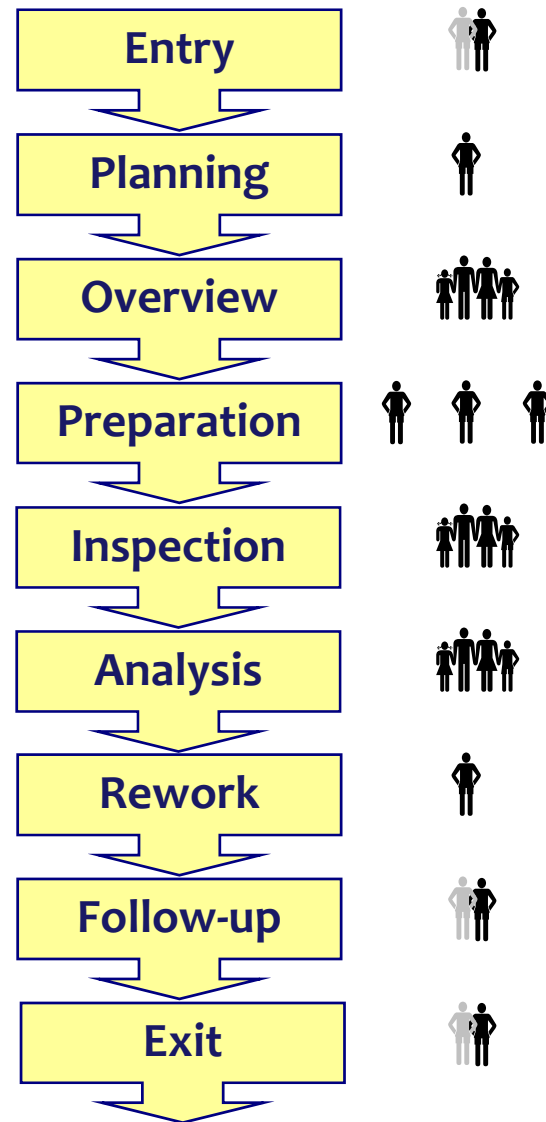 Entry
Planning
Overview
Preparation
Inspection
Analysis
Rework
Follow-up
Exit